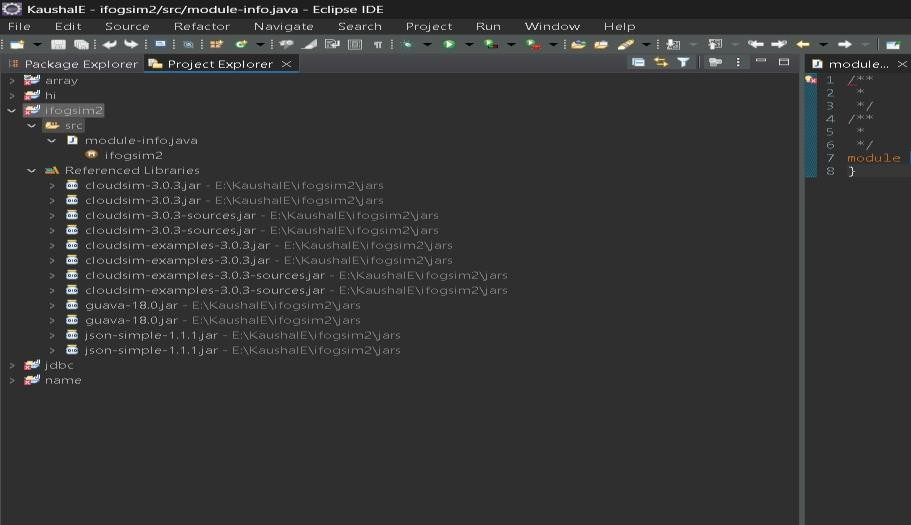 KaushalE - ifogsim2/src/module-info.java - Eclipse IDE
File Edit Source Refactor Navigate Search Project Run Window Help
Package Explorer Project Explorer module...
array
hi
ifogsim2
src
module-info.java
ifogsim2
Referenced Libraries
cloudsim-3.0.3.jar - E:\KaushalE\ifogsim2\jars
cloudsim-3.0.3.jar - E:\KaushalE\ifogsim2\jars
cloudsim-3.0.3-sources.jar - E:\KaushalE\ifogsim2\jars
cloudsim-3.0.3-sources.jar - E:\KaushalE\ifogsim2\jars
cloudsim-examples-3.0.3.jar - E:\KaushalE\ifogsim2\jars
cloudsim-examples-3.0.3.jar - E:\KaushalE\ifogsim2\jars
cloudsim-examples-3.0.3-sources.jar - E:\KaushalE\ifogsim2\jars
cloudsim-examples-3.0.3-sources.jar - E:\KaushalE\ifogsim2\jars
guava-18.0.jar - E:\KaushalE\ifogsim2\jars
guava-18.0.jar - E:\KaushalE\ifogsim2\jars
json-simple-1.1.1.jar - E:\KaushalE\ifogsim2\jars
json-simple-1.1.1.jar - E:\KaushalE\ifogsim2\jars
jdbc
name
1 /**
2 *
3 */
4 /**
5 *
6 */
7 module
8 }